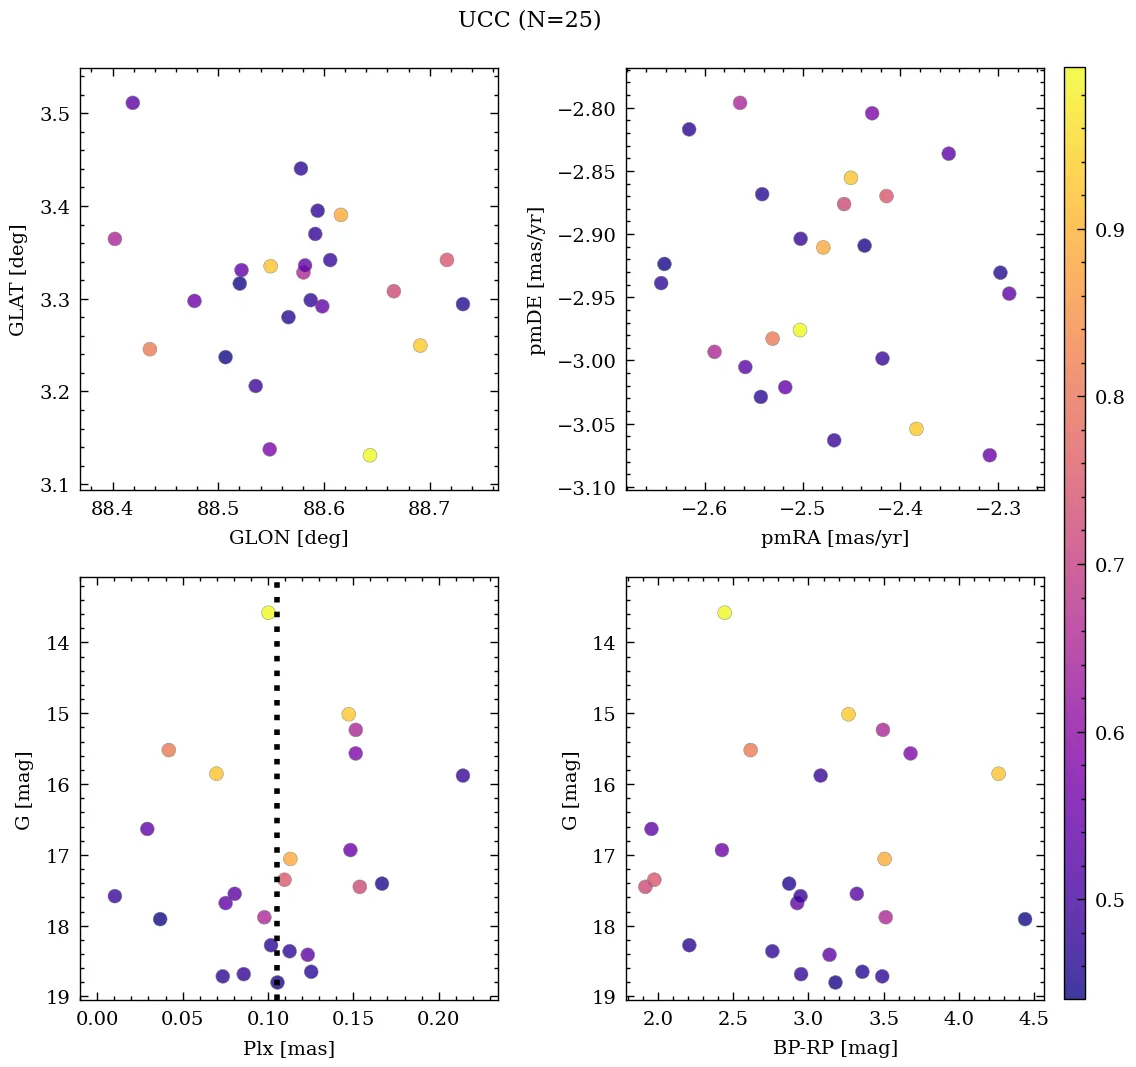 UCC (N=25)
3.5
3.4
3.3
3.2
3.1
GLAT [deg]
88.4 88.5 88.6 88.7
GLON [deg]
−2.80
−2.85
−2.90
−2.95
−3.00
−3.05
−3.10
pmDE [mas/yr]
−2.6 −2.5 −2.4 −2.3
pmRA [mas/yr]
14
15
16
17
18
19
G [mag]
0.00 0.05 0.10 0.15 0.20
Plx [mas]
14
15
16
17
18
19
G [mag]
2.0 2.5 3.0 3.5 4.0 4.5
BP-RP [mag]
0.9
0.8
0.7
0.6
0.5